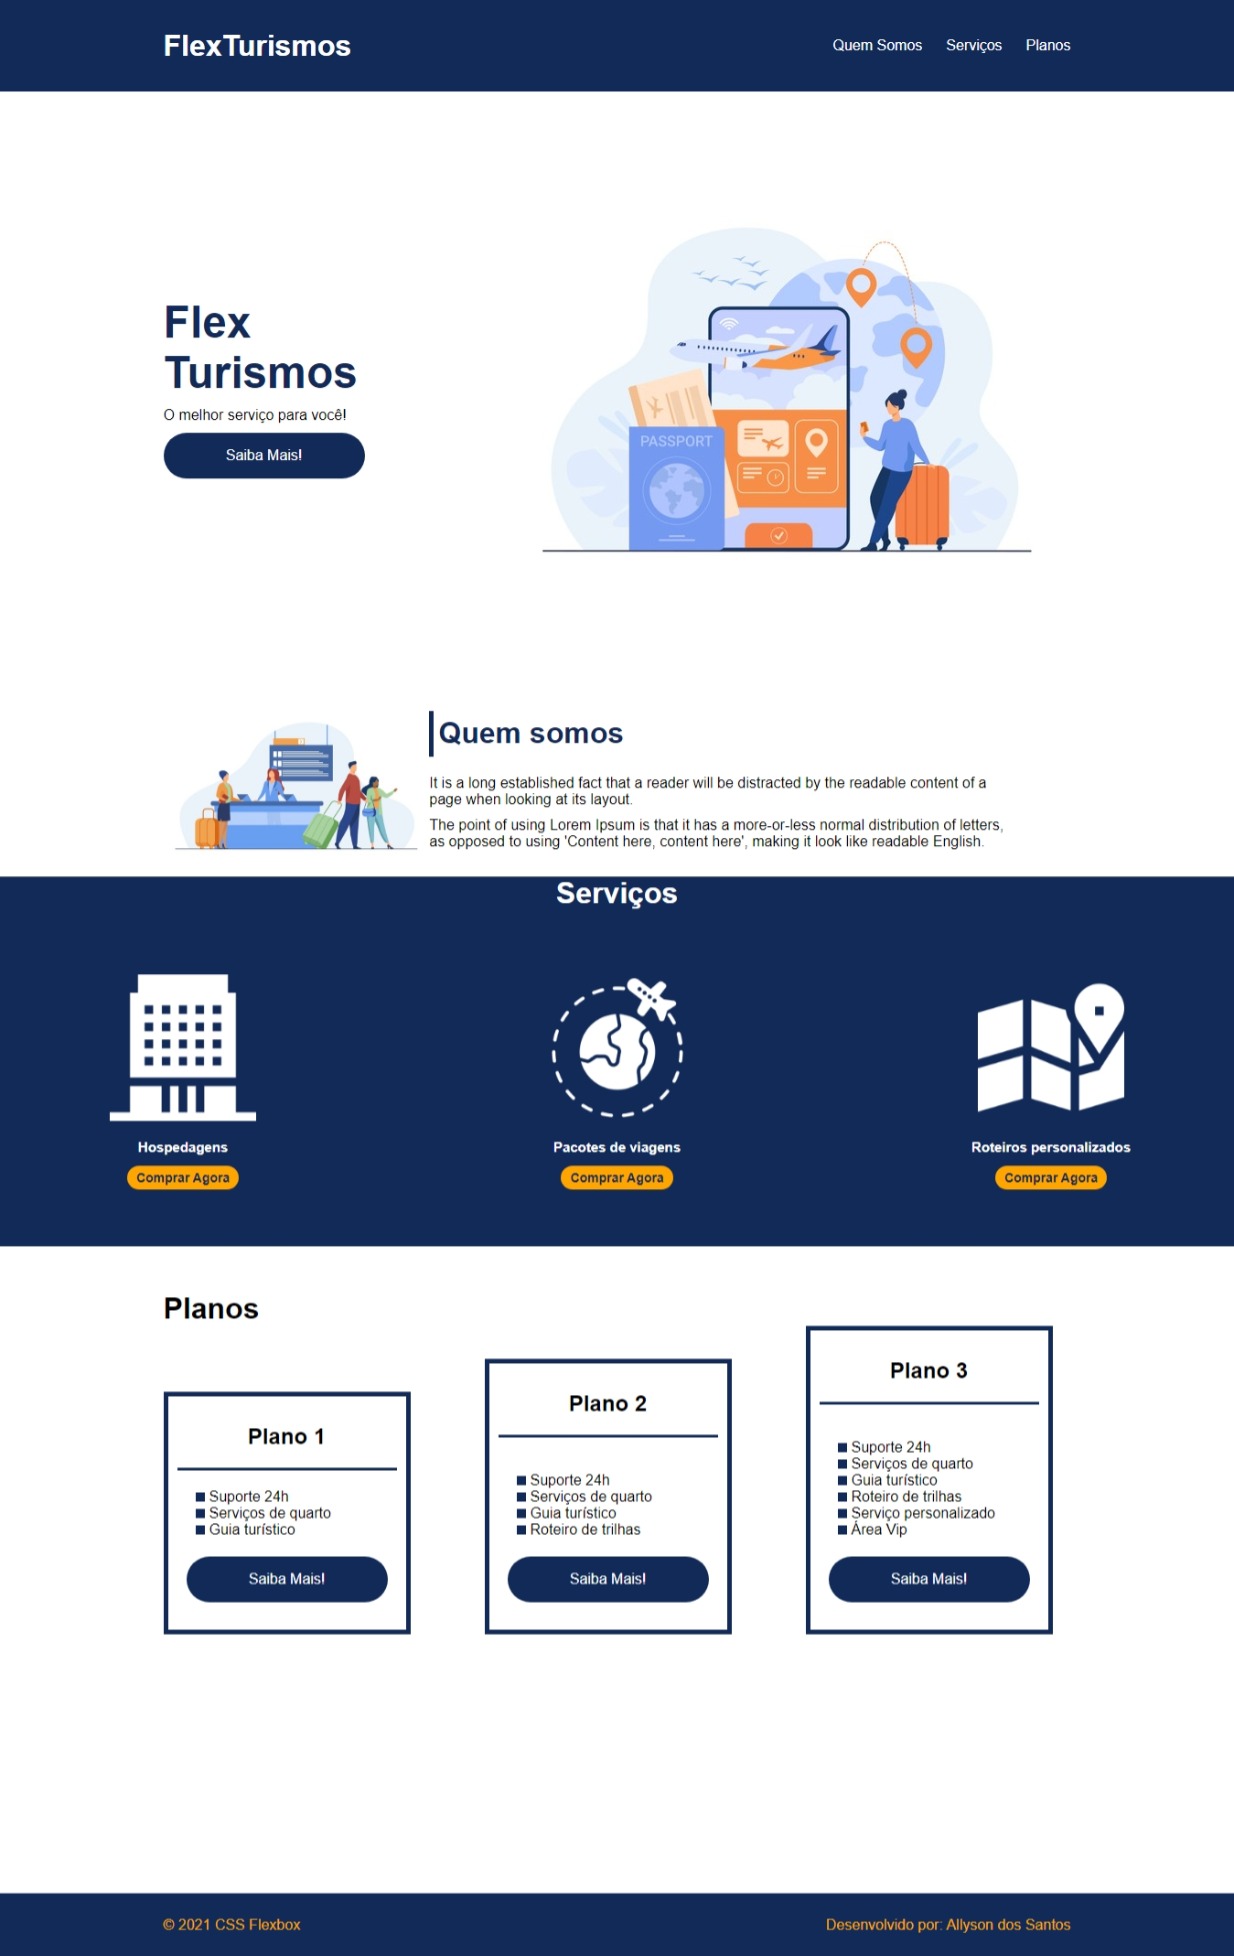 FlexTurismos
Quem Somos Serviços Planos
Flex
Turismos
O melhor serviço para você!
Saiba Mais!
PASSPORT
Quem somos
It is a long established fact that a reader will be distracted by the readable content of a
page when looking at its layout.
The point of using Lorem Ipsum is that it has a more-or-less normal distribution of letters,
as opposed to using 'Content here, content here', making it look like readable English.
Serviços
Hospedagens
Comprar Agora
Pacotes de viagens
Comprar Agora
Roteiros personalizados
Comprar Agora
Planos
Plano 1
Suporte 24h
Serviços de quarto
Guia turístico
Saiba Mais!
Plano 2
Suporte 24h
Serviços de quarto
Guia turístico
Roteiro de trilhas
Saiba Mais!
Plano 3
Suporte 24h
Serviços de quarto
Guia turístico
Roteiro de trilhas
Serviço personalizado
Área Vip
Saiba Mais!
© 2021 CSS Flexbox
Desenvolvido por: Allyson dos Santos